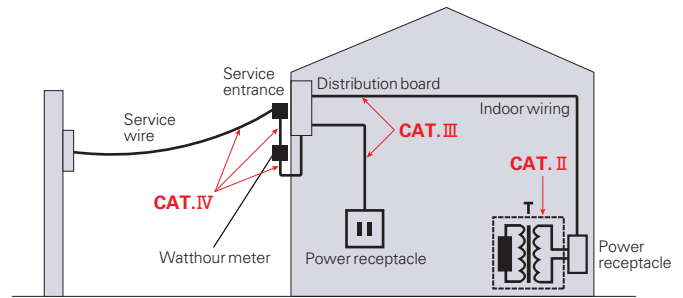 Service
entrance
Distribution board
Service
wire
Indoor wiring
CAT.Ⅲ
CAT.Ⅱ
CAT.Ⅳ
T
Watthour meter
Power receptacle
Power
receptacle